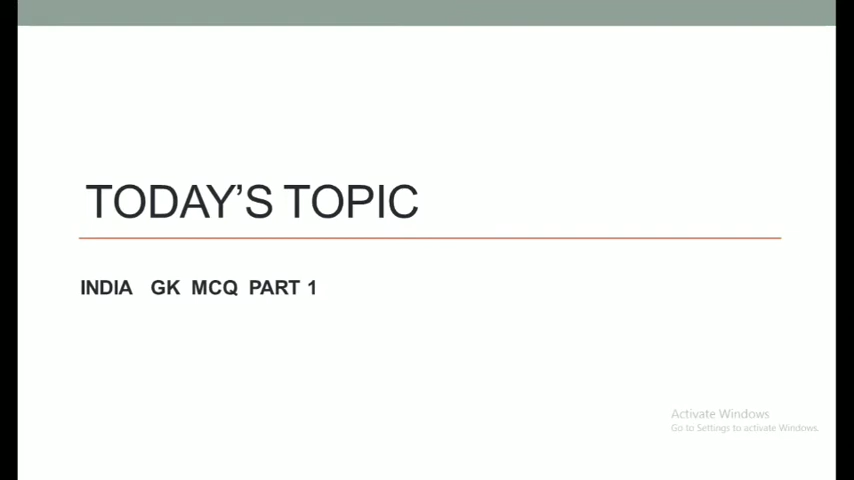 TODAY’S TOPIC
INDIA GK MCQ PART 1
Activate Windows
Go to Settings to activate Windows.